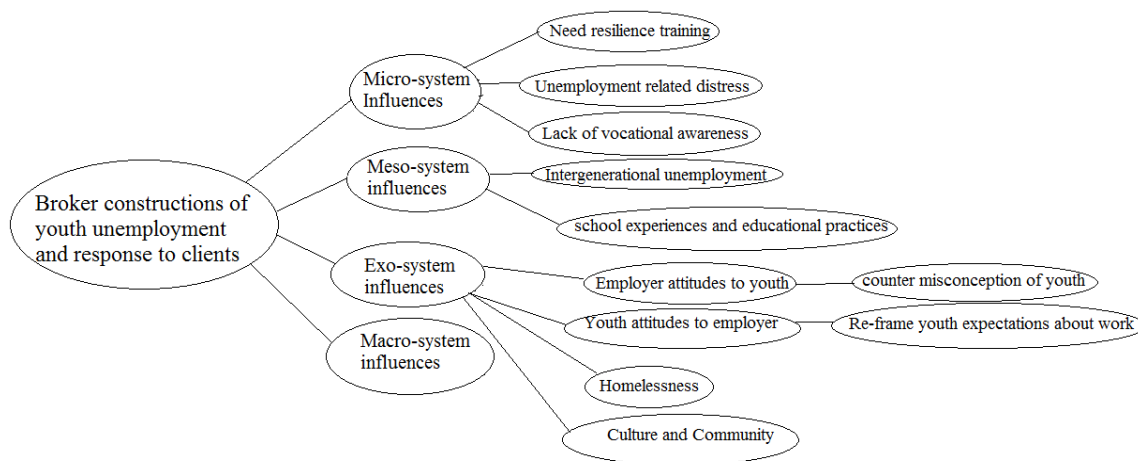 Broker constructions of
youth unemployment
and response to clients
Micro-system
Influences
Need resilience training
Unemployment related distress
Lack of vocational awareness
Meso-system
influences
Intergenerational unemployment
school experiences and educational practices
Exo-system
influences
Employer attitudes to youth
counter misconception of youth
Youth attitudes to employer
Re-frame youth expectations about work
Homelessness
Culture and Community
Macro-system
influences